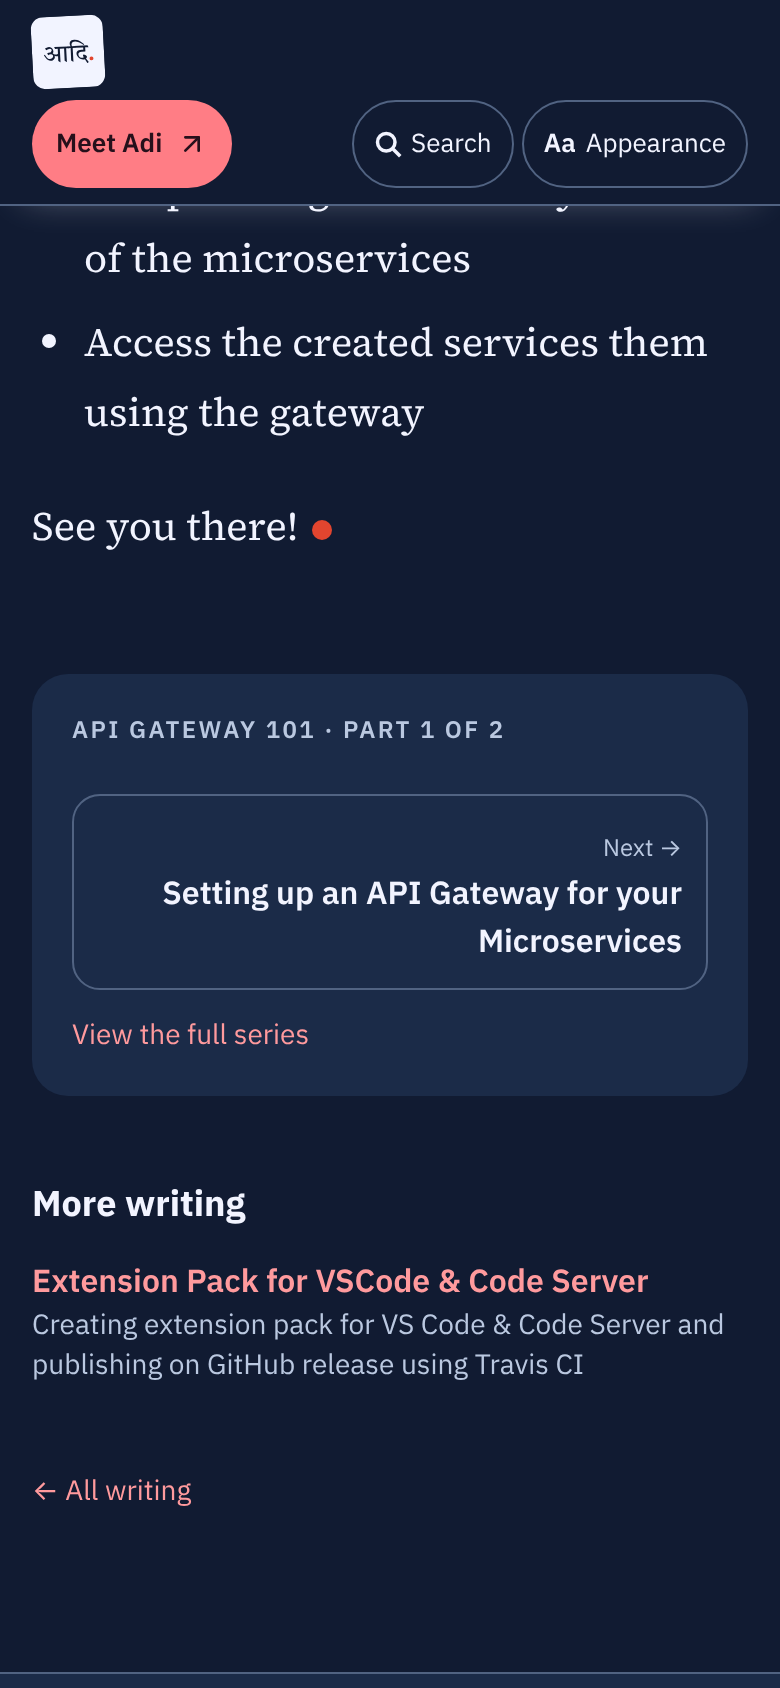 आदि.
Meet Adi
Search
Aa Appearance
of the microservices
• Access the created services them
using the gateway
See you there!
API GATEWAY 101 · PART 1 OF 2
Next →
Setting up an API Gateway for your
Microservices
View the full series
More writing
Extension Pack for VSCode & Code Server
Creating extension pack for VS Code & Code Server and
publishing on GitHub release using Travis CI
← All writing